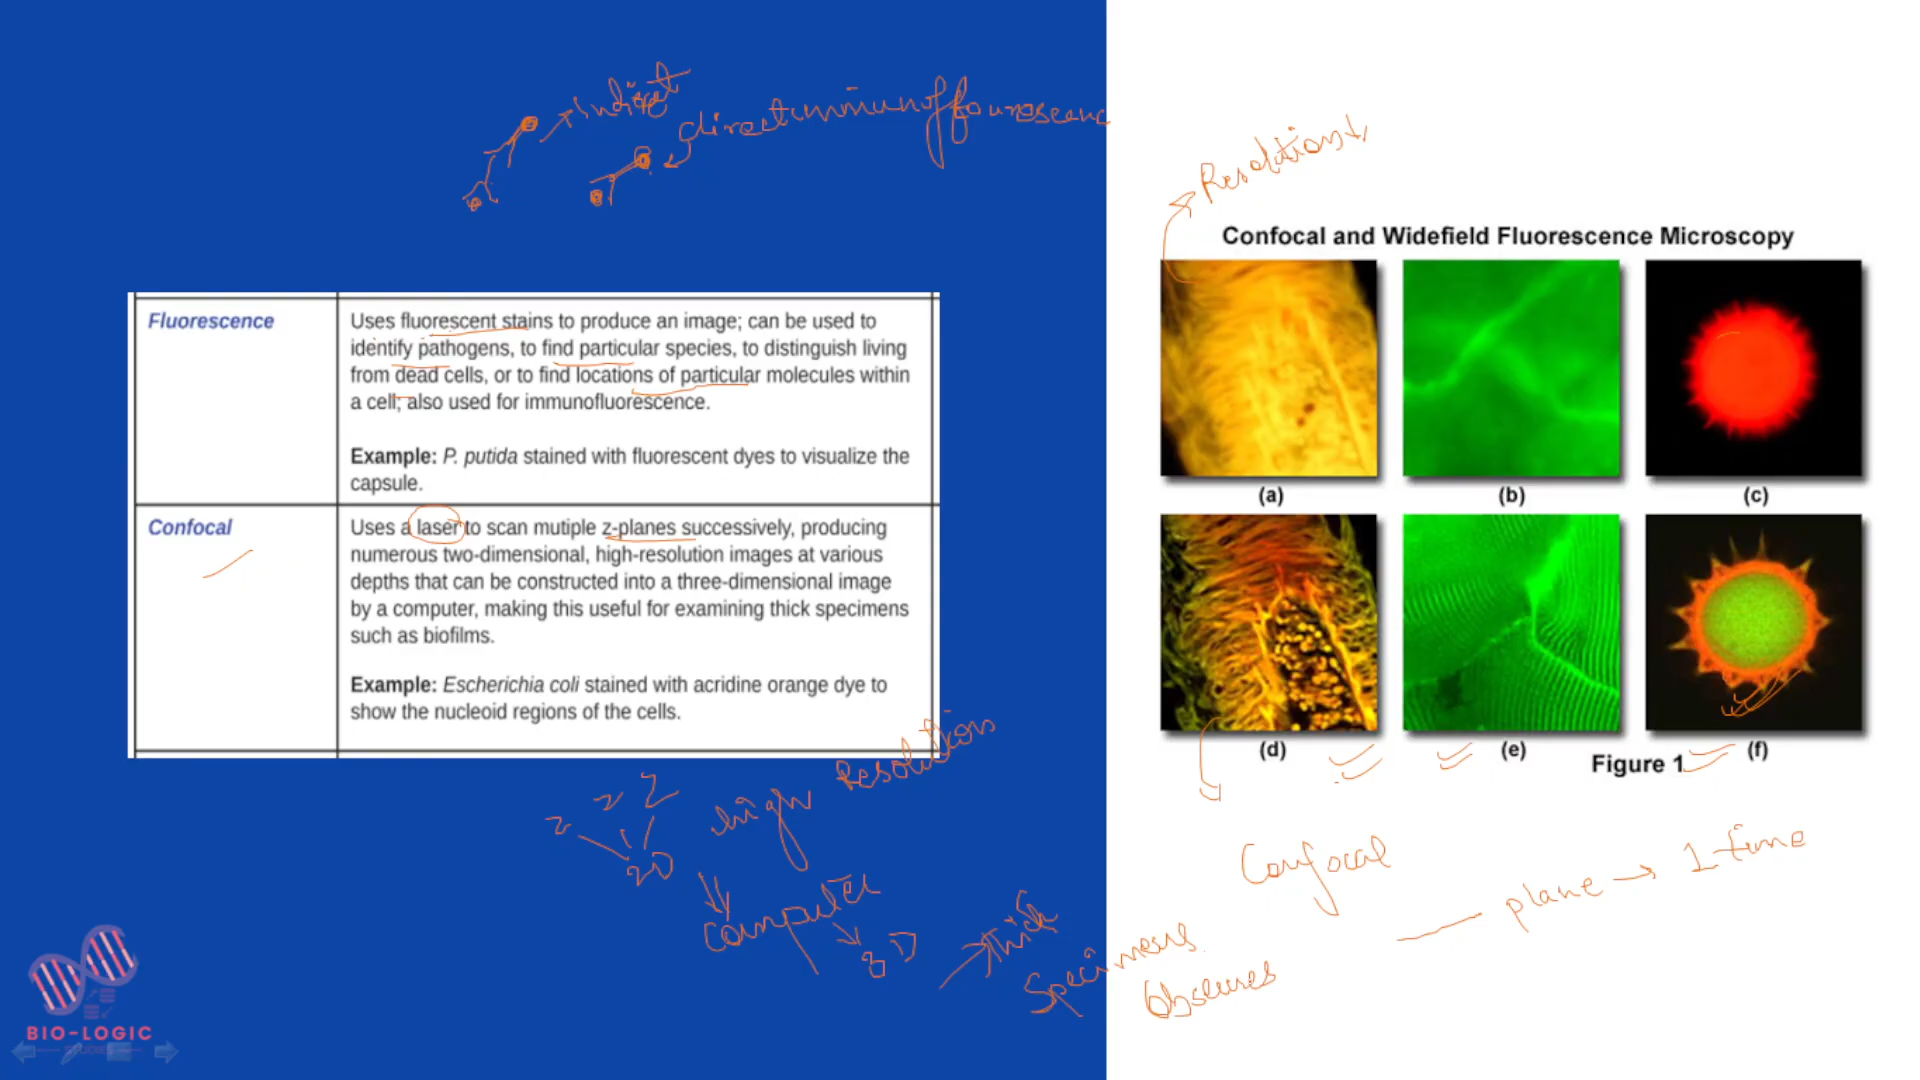 indirect
direct immunoffourescenc
Resolution↓
Confocal and Widefield Fluorescence Microscopy
Fluorescence
Uses fluorescent stains to produce an image; can be used to
identify pathogens, to find particular species, to distinguish living
from dead cells, or to find locations of particular molecules within
a cell; also used for immunofluorescence.
Example: P. putida stained with fluorescent dyes to visualize the
capsule.
Confocal
Uses a laser to scan mutiple z-planes successively, producing
numerous two-dimensional, high-resolution images at various
depths that can be constructed into a three-dimensional image
by a computer, making this useful for examining thick specimens
such as biofilms.
Example: Escherichia coli stained with acridine orange dye to
show the nucleoid regions of the cells.
(a)
(b)
(c)
(d)
(e)
(f)
Figure 1
z z z
2D
high Resolution
computer
3D
thick
specimens
obscures
Confocal
plane → 1 time
BIO-LOGIC